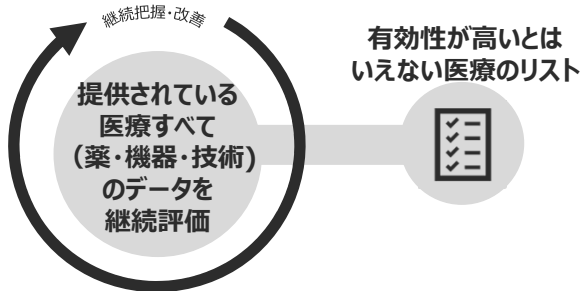 継続把握・改善
提供されている
医療すべて
（薬・機器・技術)
のデータを
継続評価
有効性が高いとは
いえない医療のリスト